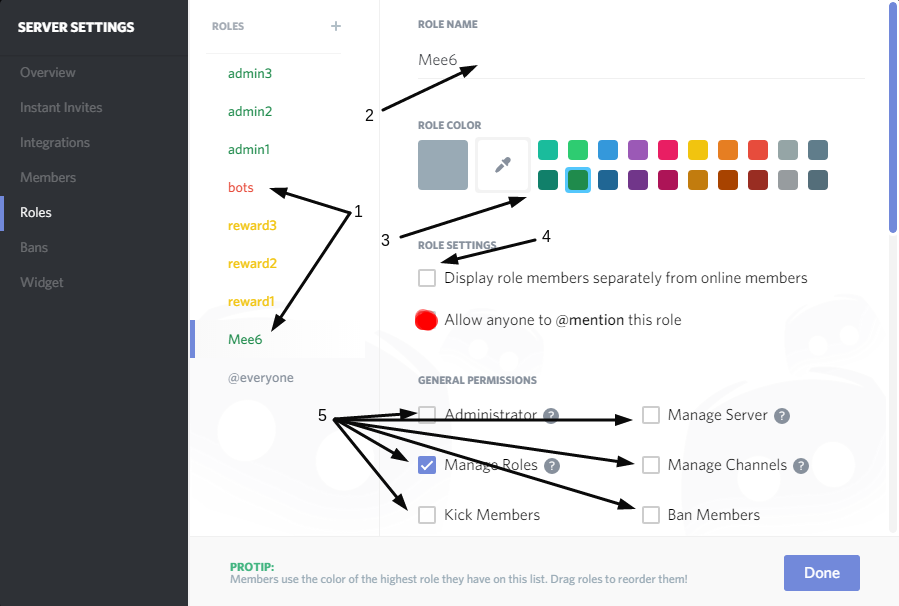 SERVER SETTINGS
Overview
Instant Invites
Integrations
Members
Roles
Bans
Widget
ROLES +
admin3
admin2
admin1
bots
reward3
reward2
reward1
Mee6
@everyone
1
ROLE NAME
Mee6
2
ROLE COLOR
3
4
ROLE SETTINGS
Display role members separately from online members
Allow anyone to @mention this role
GENERAL PERMISSIONS
5
Administrator ? Manage Server ?
Manage Roles ? Manage Channels ?
Kick Members Ban Members
PROTIP:
Members use the color of the highest role they have on this list. Drag roles to reorder them!
Done